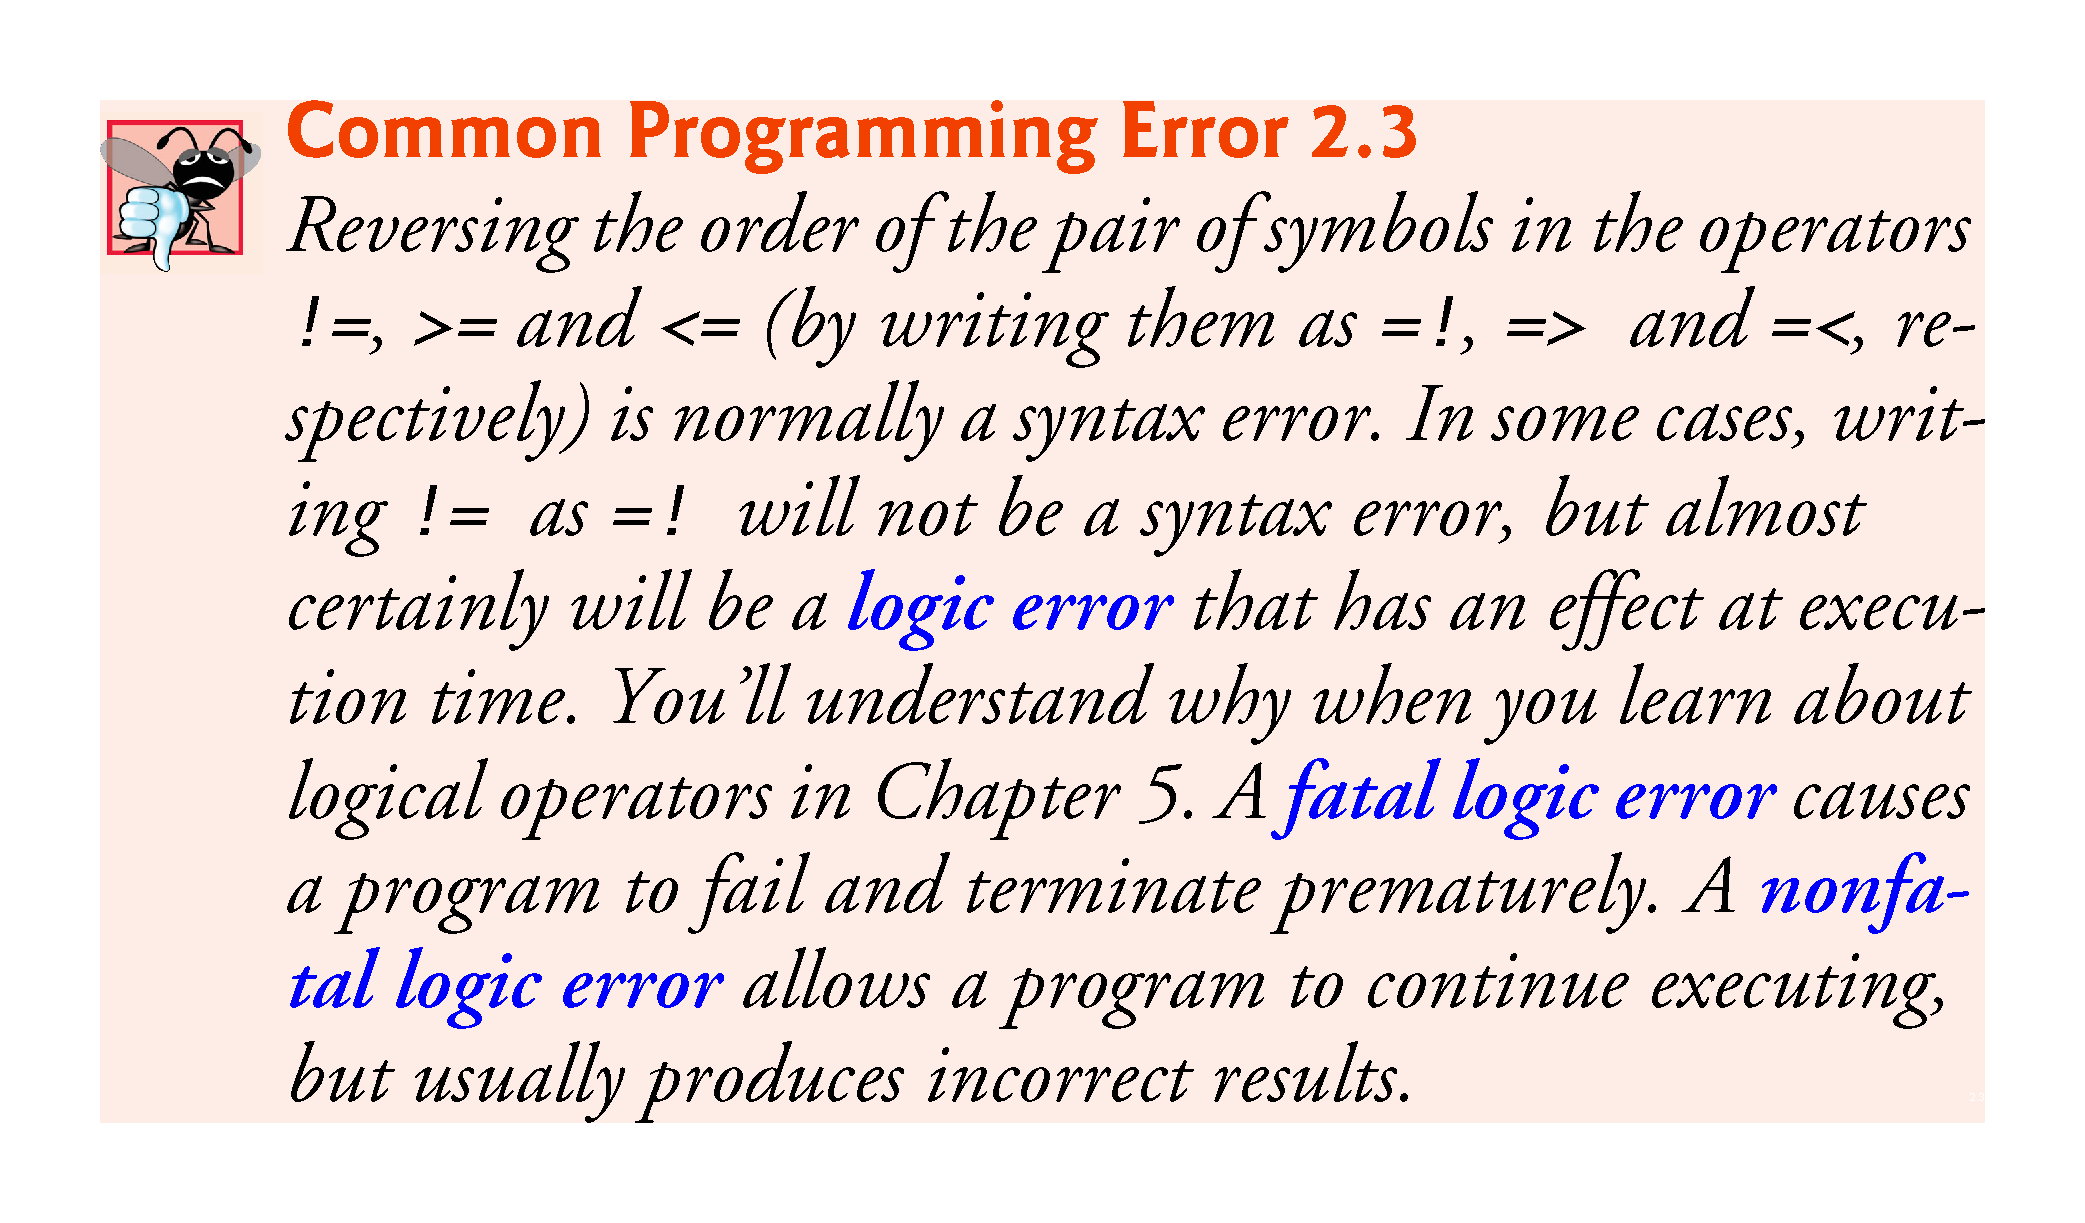 Common Programming Error 2.3
Reversing the order of the pair of symbols in the operators
!=, >= and <= (by writing them as =!, => and =<, re-
spectively) is normally a syntax error. In some cases, writ-
ing != as =! will not be a syntax error, but almost
certainly will be a logic error that has an effect at execu-
tion time. You’ll understand why when you learn about
logical operators in Chapter 5. A fatal logic error causes
a program to fail and terminate prematurely. A nonfa-
tal logic error allows a program to continue executing,
but usually produces incorrect results.
23